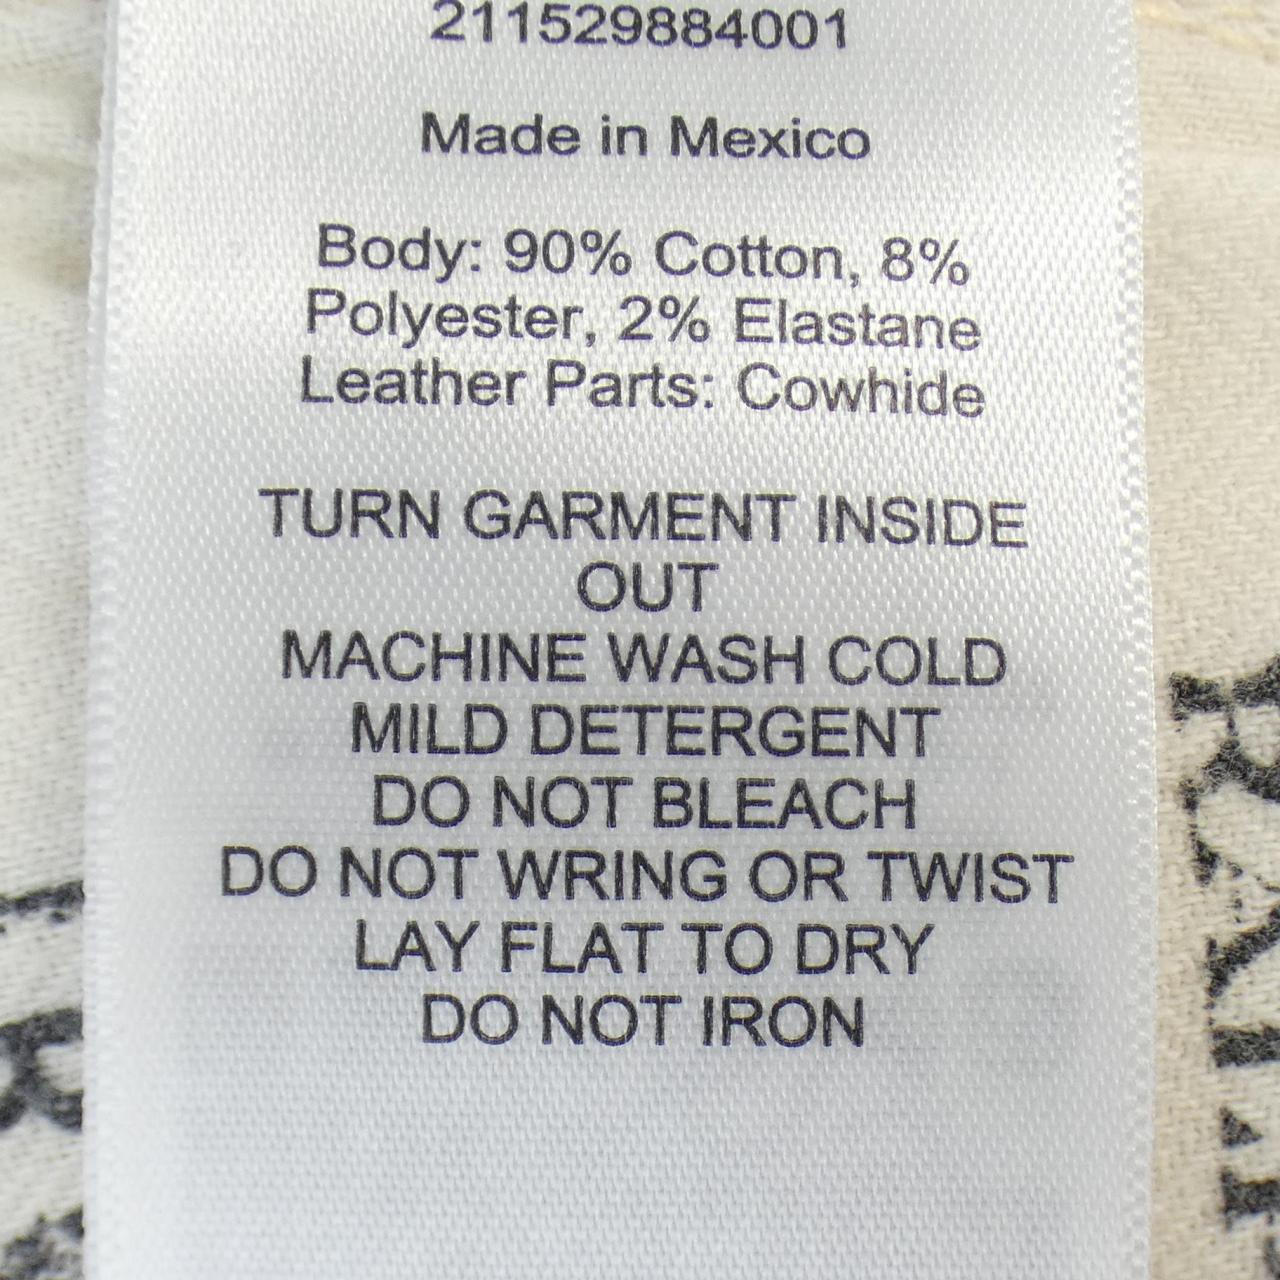 211529884001
Made in Mexico
Body: 90% Cotton, 8%
Polyester, 2% Elastane
Leather Parts: Cowhide
TURN GARMENT INSIDE
OUT
MACHINE WASH COLD
MILD DETERGENT
DO NOT BLEACH
DO NOT WRING OR TWIST
LAY FLAT TO DRY
DO NOT IRON